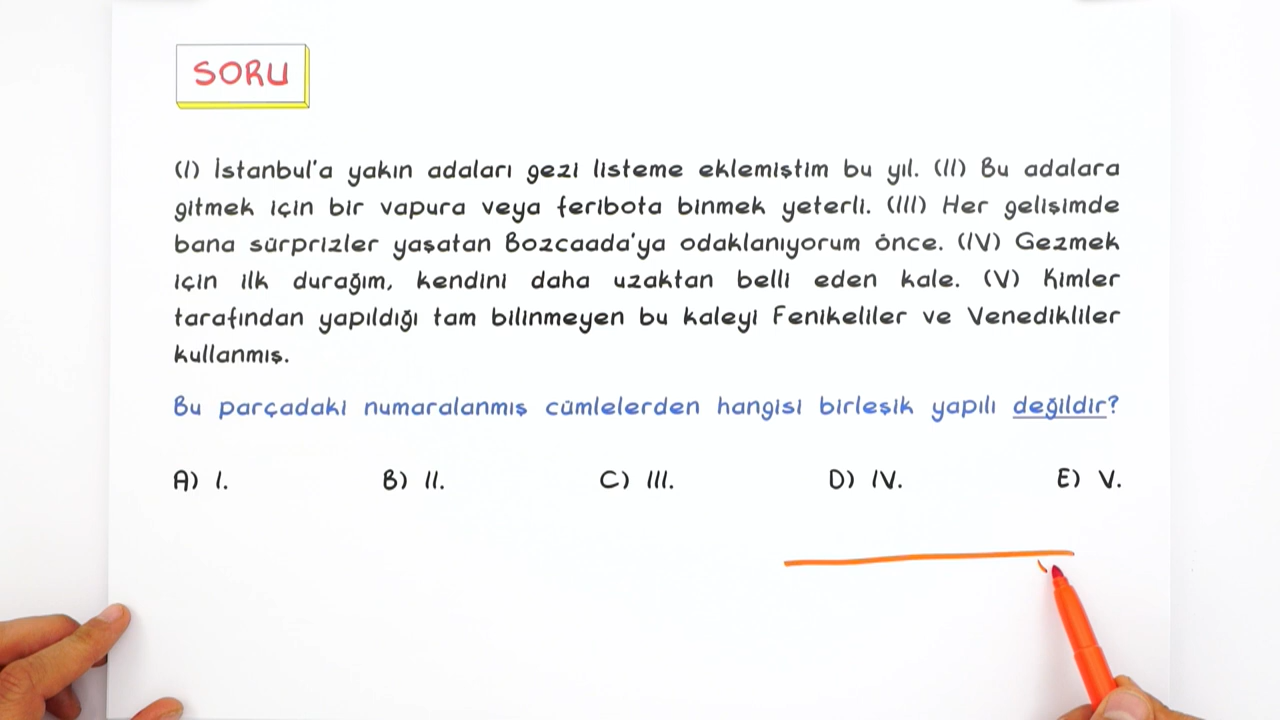 SORU
(I) İstanbul'a yakın adaları gezi listeme eklemiştim bu yıl. (II) Bu adalara
gitmek için bir vapura veya feribota binmek yeterli. (III) Her gelişimde
bana sürprizler yaşatan Bozcaada'ya odaklanıyorum önce. (IV) Gezmek
için ilk durağım, kendini daha uzaktan belli eden kale. (V) Kimler
tarafından yapıldığı tam bilinmeyen bu kaleyi Fenikeliler ve Venedikliler
kullanmış.
Bu parçadaki numaralanmış cümlelerden hangisi birleşik yapılı değildir?
A) I. B) II. C) III. D) IV. E) V.